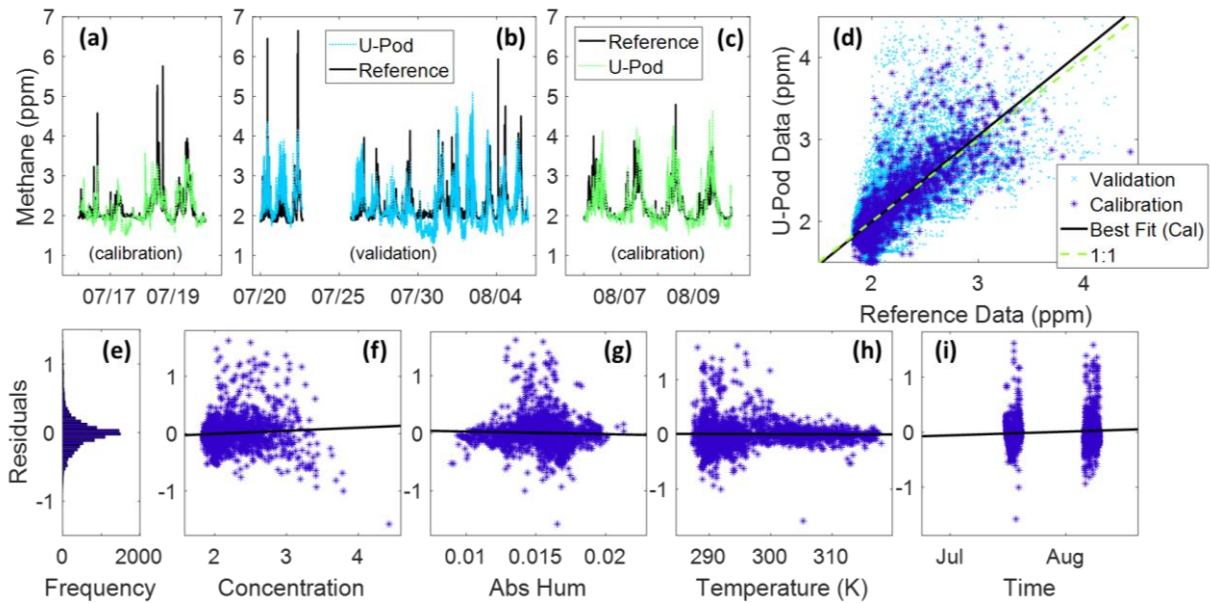 7 7 7
(a) (b) (c) (d)
U-Pod
Reference
Reference
U-Pod
6 6 6
5 5 5
4 4 4
3 3 3
2 2 2
1 1 1
Methane (ppm)
(calibration) (validation) (calibration)
07/17 07/19 07/20 07/25 07/30 08/04 08/07 08/09
U-Pod Data (ppm)
4
3
2
Validation
Calibration
Best Fit (Cal)
1:1
2 3 4
Reference Data (ppm)
(e) (f) (g) (h) (i)
Residuals
1 1 1 1 1
0 0 0 0 0
-1 -1 -1 -1 -1
0 2000 2 3 4 0.01 0.015 0.02 290 300 310 Jul Aug
Frequency Concentration Abs Hum Temperature (K) Time